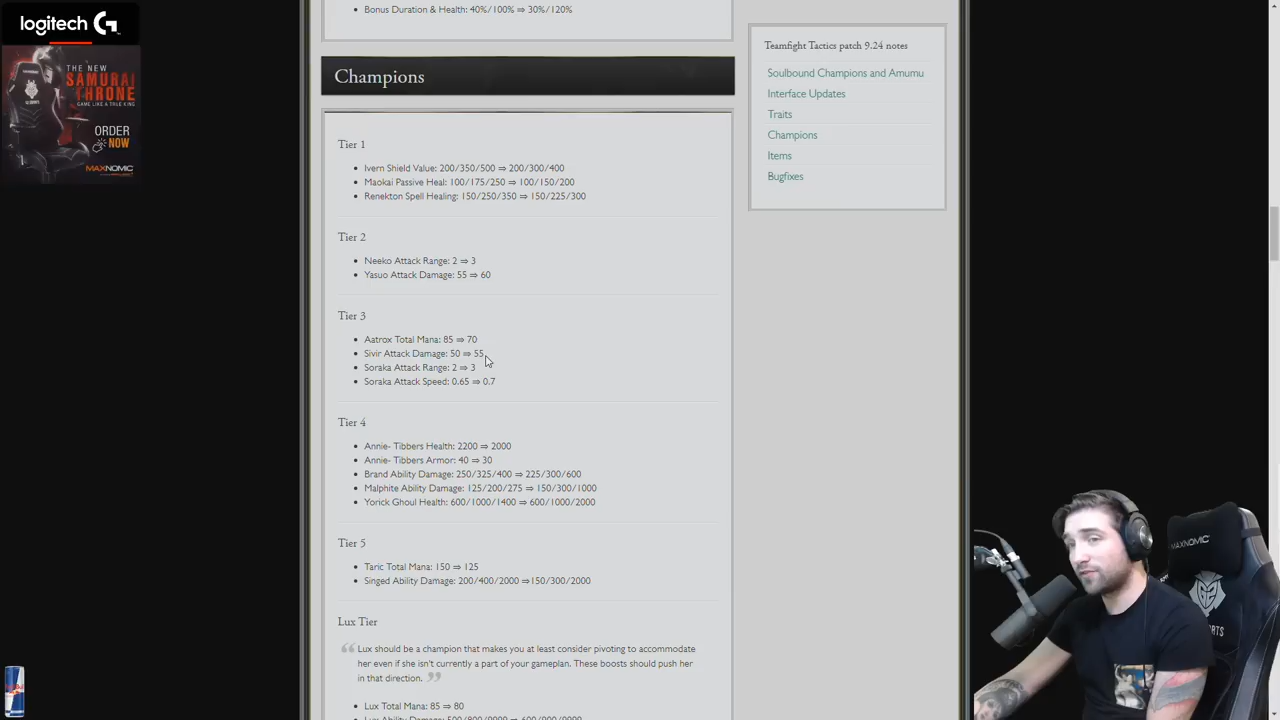 logitech G
THE NEW
SAMURAI
THRONE
GAME LIKE A TRUE KING
ORDER
NOW
MAXNOMIC
Bonus Duration & Health: 40%/100% ⇒ 30%/120%
Champions
Tier 1
Ivern Shield Value: 200/350/500 ⇒ 200/300/400
Maokai Passive Heal: 100/175/250 ⇒ 100/150/200
Renekton Spell Healing: 150/250/350 ⇒ 150/225/300
Tier 2
Neeko Attack Range: 2 ⇒ 3
Yasuo Attack Damage: 55 ⇒ 60
Tier 3
Aatrox Total Mana: 85 ⇒ 70
Sivir Attack Damage: 50 ⇒ 55
Soraka Attack Range: 2 ⇒ 3
Soraka Attack Speed: 0.65 ⇒ 0.7
Tier 4
Annie- Tibbers Health: 2200 ⇒ 2000
Annie- Tibbers Armor: 40 ⇒ 30
Brand Ability Damage: 250/325/400 ⇒ 225/300/600
Malphite Ability Damage: 125/200/275 ⇒ 150/300/1000
Yorick Ghoul Health: 600/1000/1400 ⇒ 600/1000/2000
Tier 5
Taric Total Mana: 150 ⇒ 125
Singed Ability Damage: 200/400/2000 ⇒150/300/2000
Lux Tier
Lux should be a champion that makes you at least consider pivoting to accommodate
her even if she isn't currently a part of your gameplan. These boosts should push her
in that direction.
Lux Total Mana: 85 ⇒ 80
Lux Ability Damage: 500/800/9999 ⇒ 600/900/9999
Teamfight Tactics patch 9.24 notes
Soulbound Champions and Amumu
Interface Updates
Traits
Champions
Items
Bugfixes
MAXNOMIC